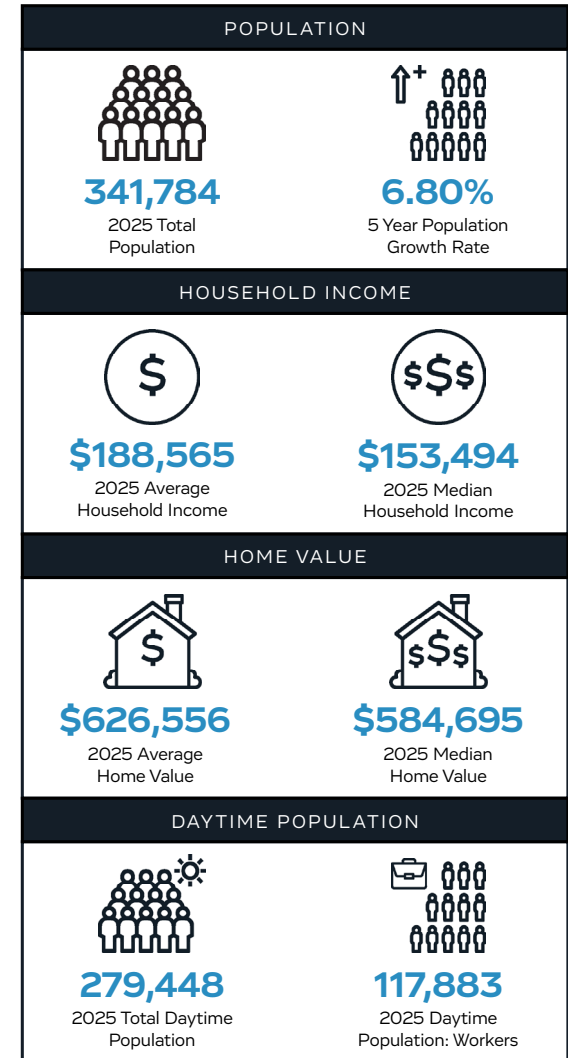 POPULATION
341,784
2025 Total
Population
6.80%
5 Year Population
Growth Rate
HOUSEHOLD INCOME
$
$188,565
2025 Average
Household Income
$$$
$153,494
2025 Median
Household Income
HOME VALUE
$
$626,556
2025 Average
Home Value
$$$
$584,695
2025 Median
Home Value
DAYTIME POPULATION
279,448
2025 Total Daytime
Population
117,883
2025 Daytime
Population: Workers